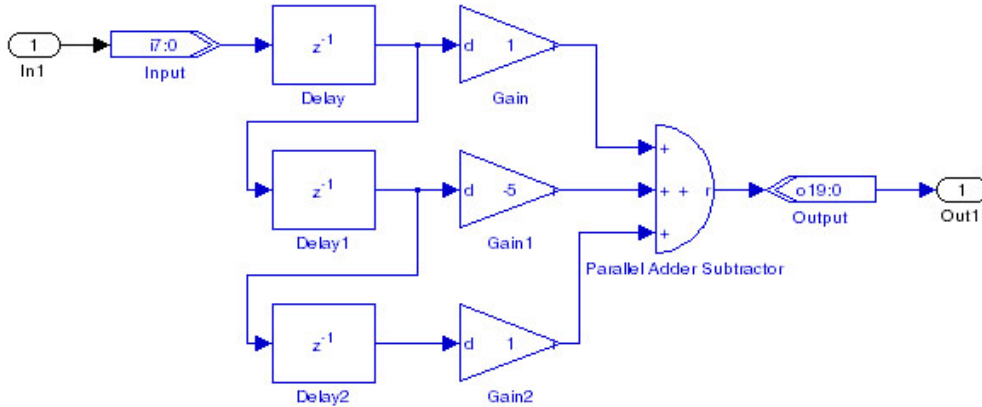 1
In1
i7:0
Input
z-1
Delay
d 1
Gain
z-1
Delay1
d -5
Gain1
+
+ + r
+
Parallel Adder Subtractor
o19:0
Output
1
Out1
z-1
Delay2
d 1
Gain2